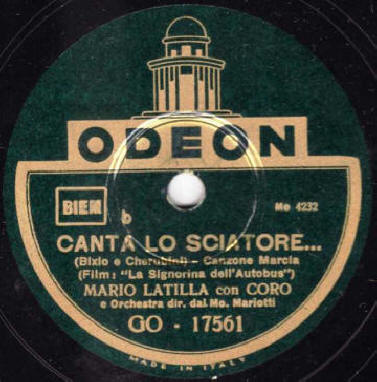 ODEON
BIEM b Mo 4232
CANTA LO SCIATORE...
(Bixio e Cherubini) - Canzone Marcia
(Film: "La Signorina dell'Autobus")
MARIO LATILLA con CORO
e Orchestra dir. dal Mo. Mariotti
GO - 17561
MADE IN ITALY